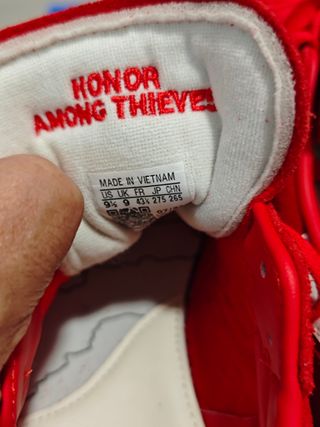 HONOR
AMONG THIEVES
MADE IN VIETNAM
US UK FR JP CHN
9½ 9 43⅓ 275 265